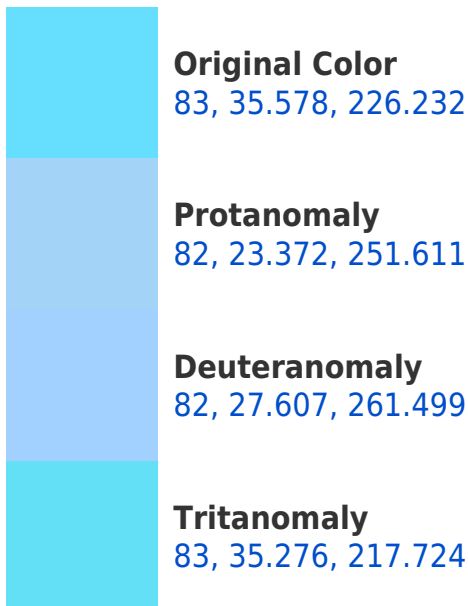 Original Color
83, 35.578, 226.232
Protanomaly
82, 23.372, 251.611
Deuteranomaly
82, 27.607, 261.499
Tritanomaly
83, 35.276, 217.724